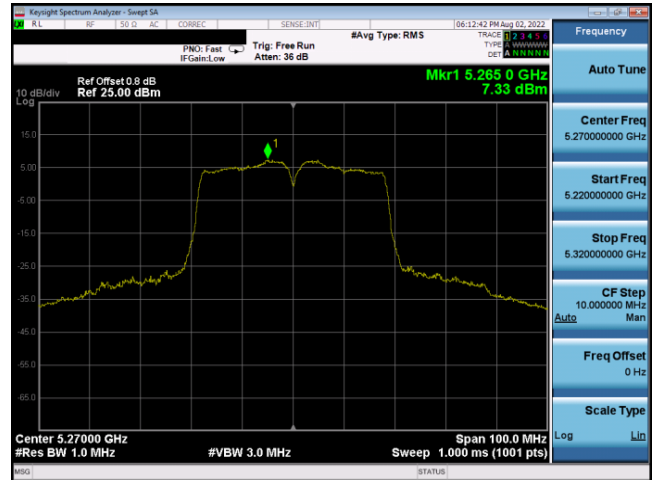 Keysight Spectrum Analyzer - Swept SA
RL RF 50 Ω AC CORREC SENSE:INT 06:12:42 PM Aug 02, 2022
#Avg Type: RMS TRACE 1 2 3 4 5 6
PNO: Fast Trig: Free Run TYPE A WWWWW
IFGain:Low Atten: 36 dB DET A N N N N N
Ref Offset 0.8 dB
10 dB/div Ref 25.00 dBm
Log
Mkr1 5.265 0 GHz
7.33 dBm
15.0
5.00
-5.00
-15.0
-25.0
-35.0
-45.0
-55.0
-65.0
1
Center 5.27000 GHz Span 100.0 MHz
#Res BW 1.0 MHz #VBW 3.0 MHz Sweep 1.000 ms (1001 pts)
MSG STATUS
Frequency
Auto Tune
Center Freq
5.270000000 GHz
Start Freq
5.220000000 GHz
Stop Freq
5.320000000 GHz
CF Step
10.000000 MHz
Auto Man
Freq Offset
0 Hz
Scale Type
Log Lin